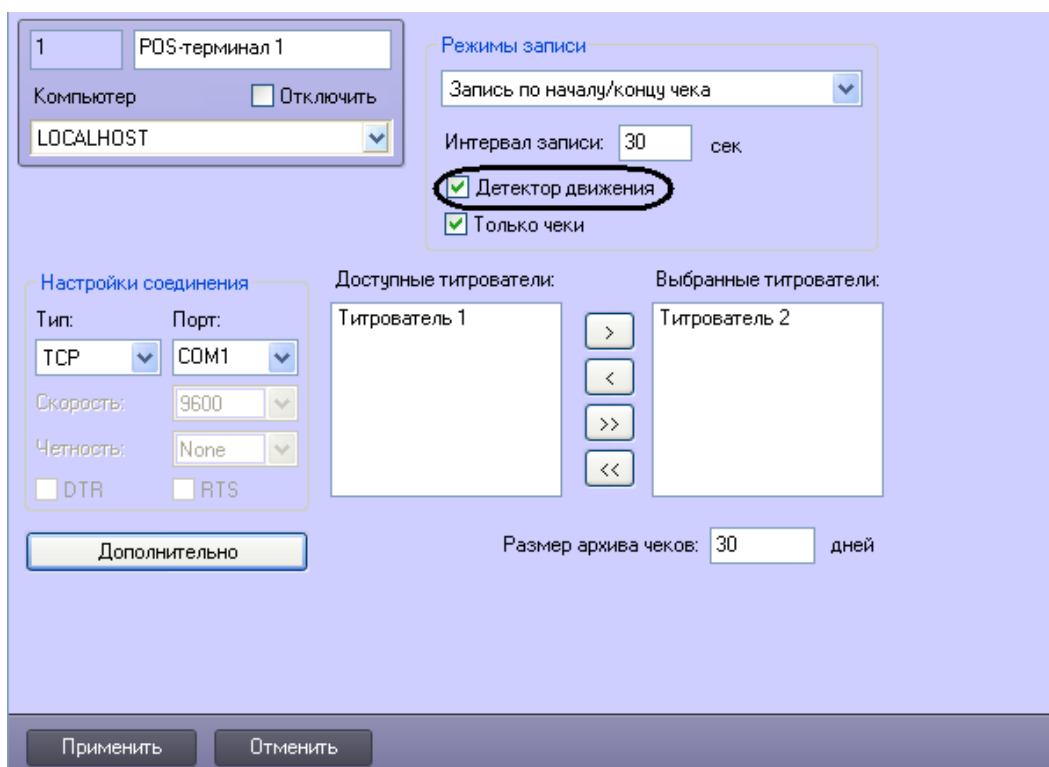 1
POS-терминал 1
Компьютер
Отключить
LOCALHOST
Режимы записи
Запись по началу/концу чека
Интервал записи: 30 сек
Детектор движения
Только чеки
Настройки соединения
Тип: Порт:
TCP COM1
Скорость: 9600
Четность: None
DTR RTS
Дополнительно
Доступные титрователи:
Титрователь 1
>
<
>>
<<
Выбранные титрователи:
Титрователь 2
Размер архива чеков: 30 дней
Применить
Отменить